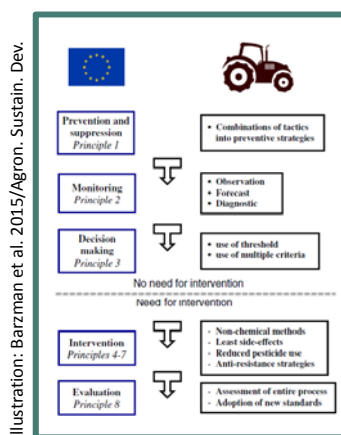 Illustration: Barzman et al. 2015/Agron. Sustain. Dev.
Prevention and
suppression
Principle 1
• Combinations of tactics
into preventive strategies
Monitoring
Principle 2
• Observation
• Forecast
• Diagnostic
Decision
making
Principle 3
• use of threshold
• use of multiple criteria
No need for intervention
Need for intervention
Intervention
Principles 4-7
- Non-chemical methods
- Least side-effects
- Reduced pesticide use
- Anti-resistance strategies
Evaluation
Principle 8
- Assessment of entire process
- Adoption of new standards